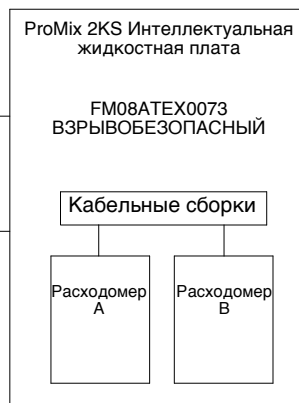 ProMix 2KS Интеллектуальная
жидкостная плата
FM08ATEX0073
ВЗРЫВОБЕЗОПАСНЫЙ
Кабельные сборки
Расходомер
A
Расходомер
B